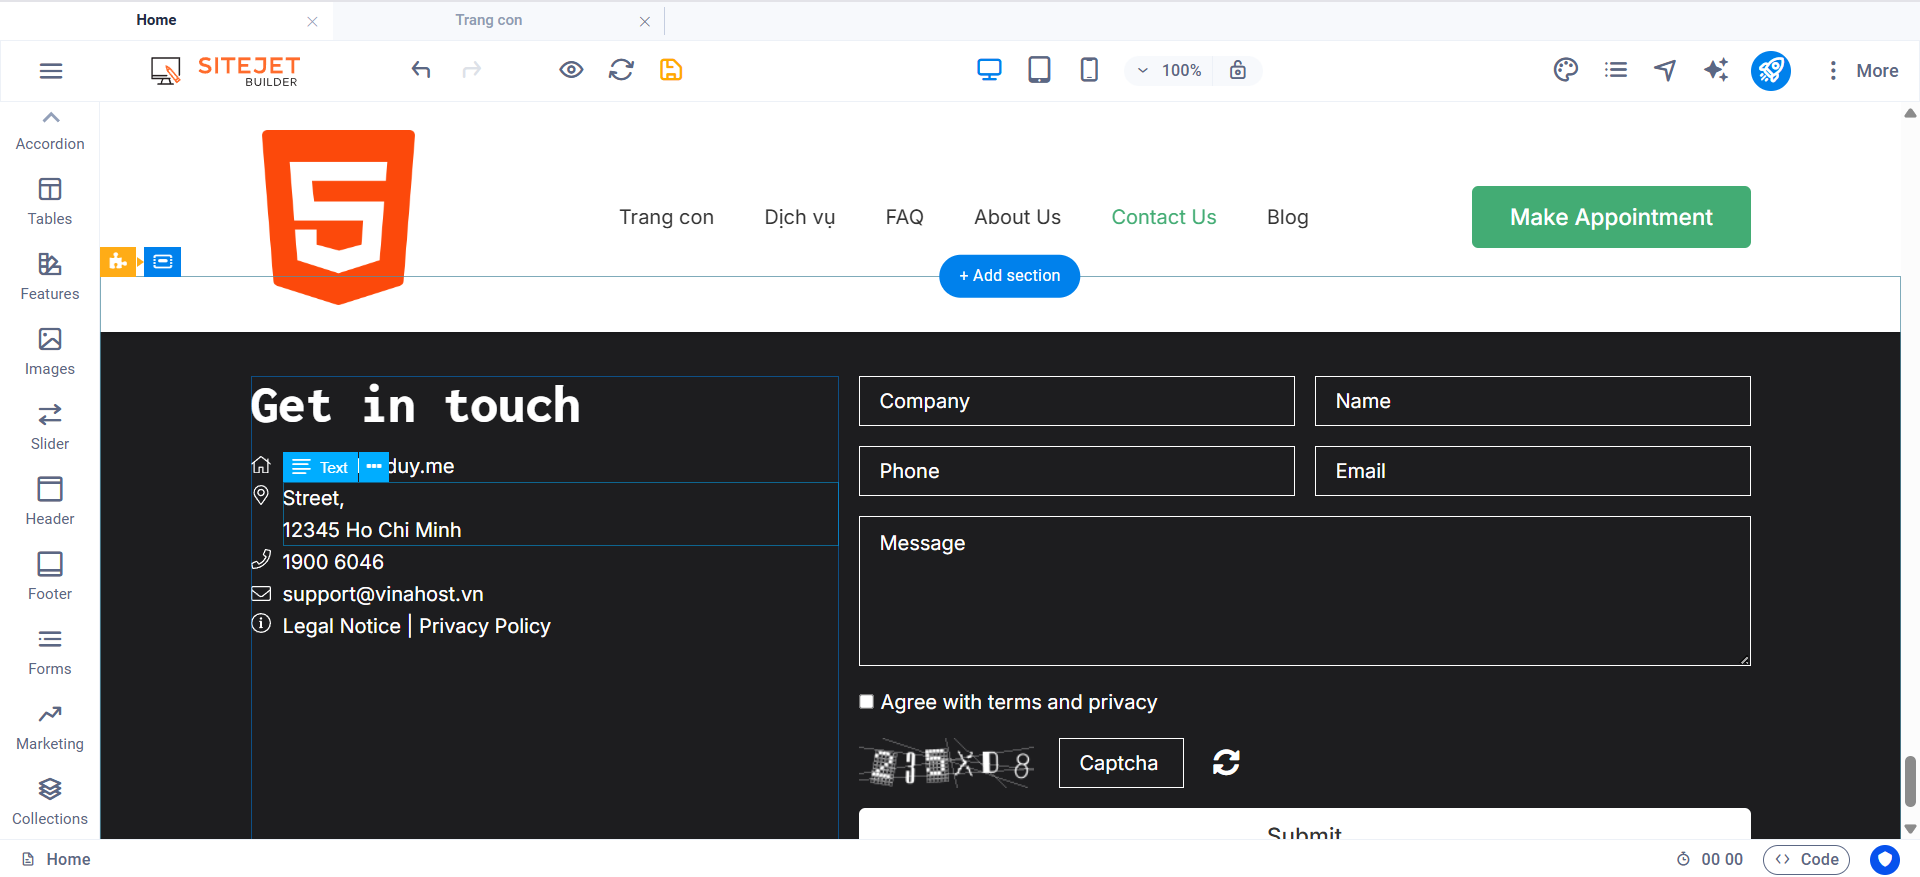 Home
Trang con
SITEJET
BUILDER
100%
More
Accordion
Tables
Features
Images
Slider
Header
Footer
Forms
Marketing
Collections
Trang con
Dịch vụ
FAQ
About Us
Contact Us
Blog
Make Appointment
+ Add section
Get in touch
Text
duy.me
Street,
12345 Ho Chi Minh
1900 6046
support@vinahost.vn
Legal Notice | Privacy Policy
Company
Name
Phone
Email
Message
Agree with terms and privacy
235XD8
Captcha
Submit
Home
00 00
Code